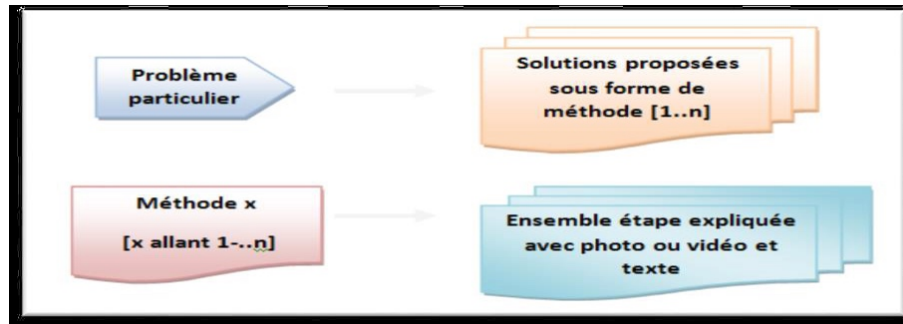 Problème
particulier
Solutions proposées
sous forme de
méthode [1..n]
Méthode x
[x allant 1-..n]
Ensemble étape expliquée
avec photo ou vidéo et
texte